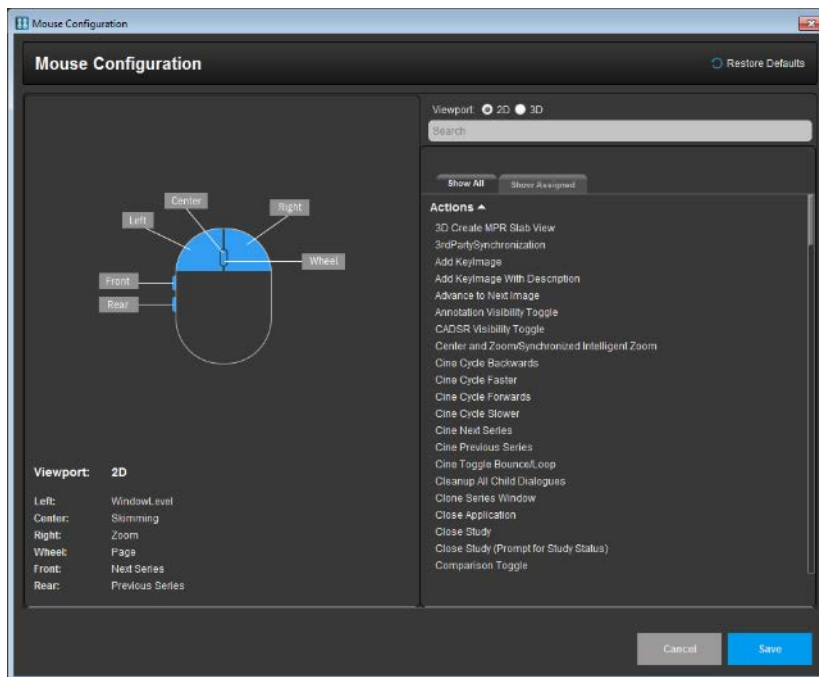 Mouse Configuration
Mouse Configuration
Restore Defaults
Viewport: 2D 3D
Search
Show All Show Assigned
Center
Left
Right
Wheel
Front
Rear
Viewport: 2D
Left: WindowLevel
Center: Skimming
Right: Zoom
Wheel: Page
Front: Next Series
Rear: Previous Series
Actions
3D Create MPR Slab View
3rdPartySynchronization
Add KeyImage
Add KeyImage With Description
Advance to Next Image
Annotation Visibility Toggle
CADSR Visibility Toggle
Center and Zoom/Synchronized Intelligent Zoom
Cine Cycle Backwards
Cine Cycle Faster
Cine Cycle Forwards
Cine Cycle Slower
Cine Next Series
Cine Previous Series
Cine Toggle Bounce/Loop
Cleanup All Child Dialogues
Clone Series Window
Close Application
Close Study
Close Study (Prompt for Study Status)
Comparison Toggle
Cancel Save